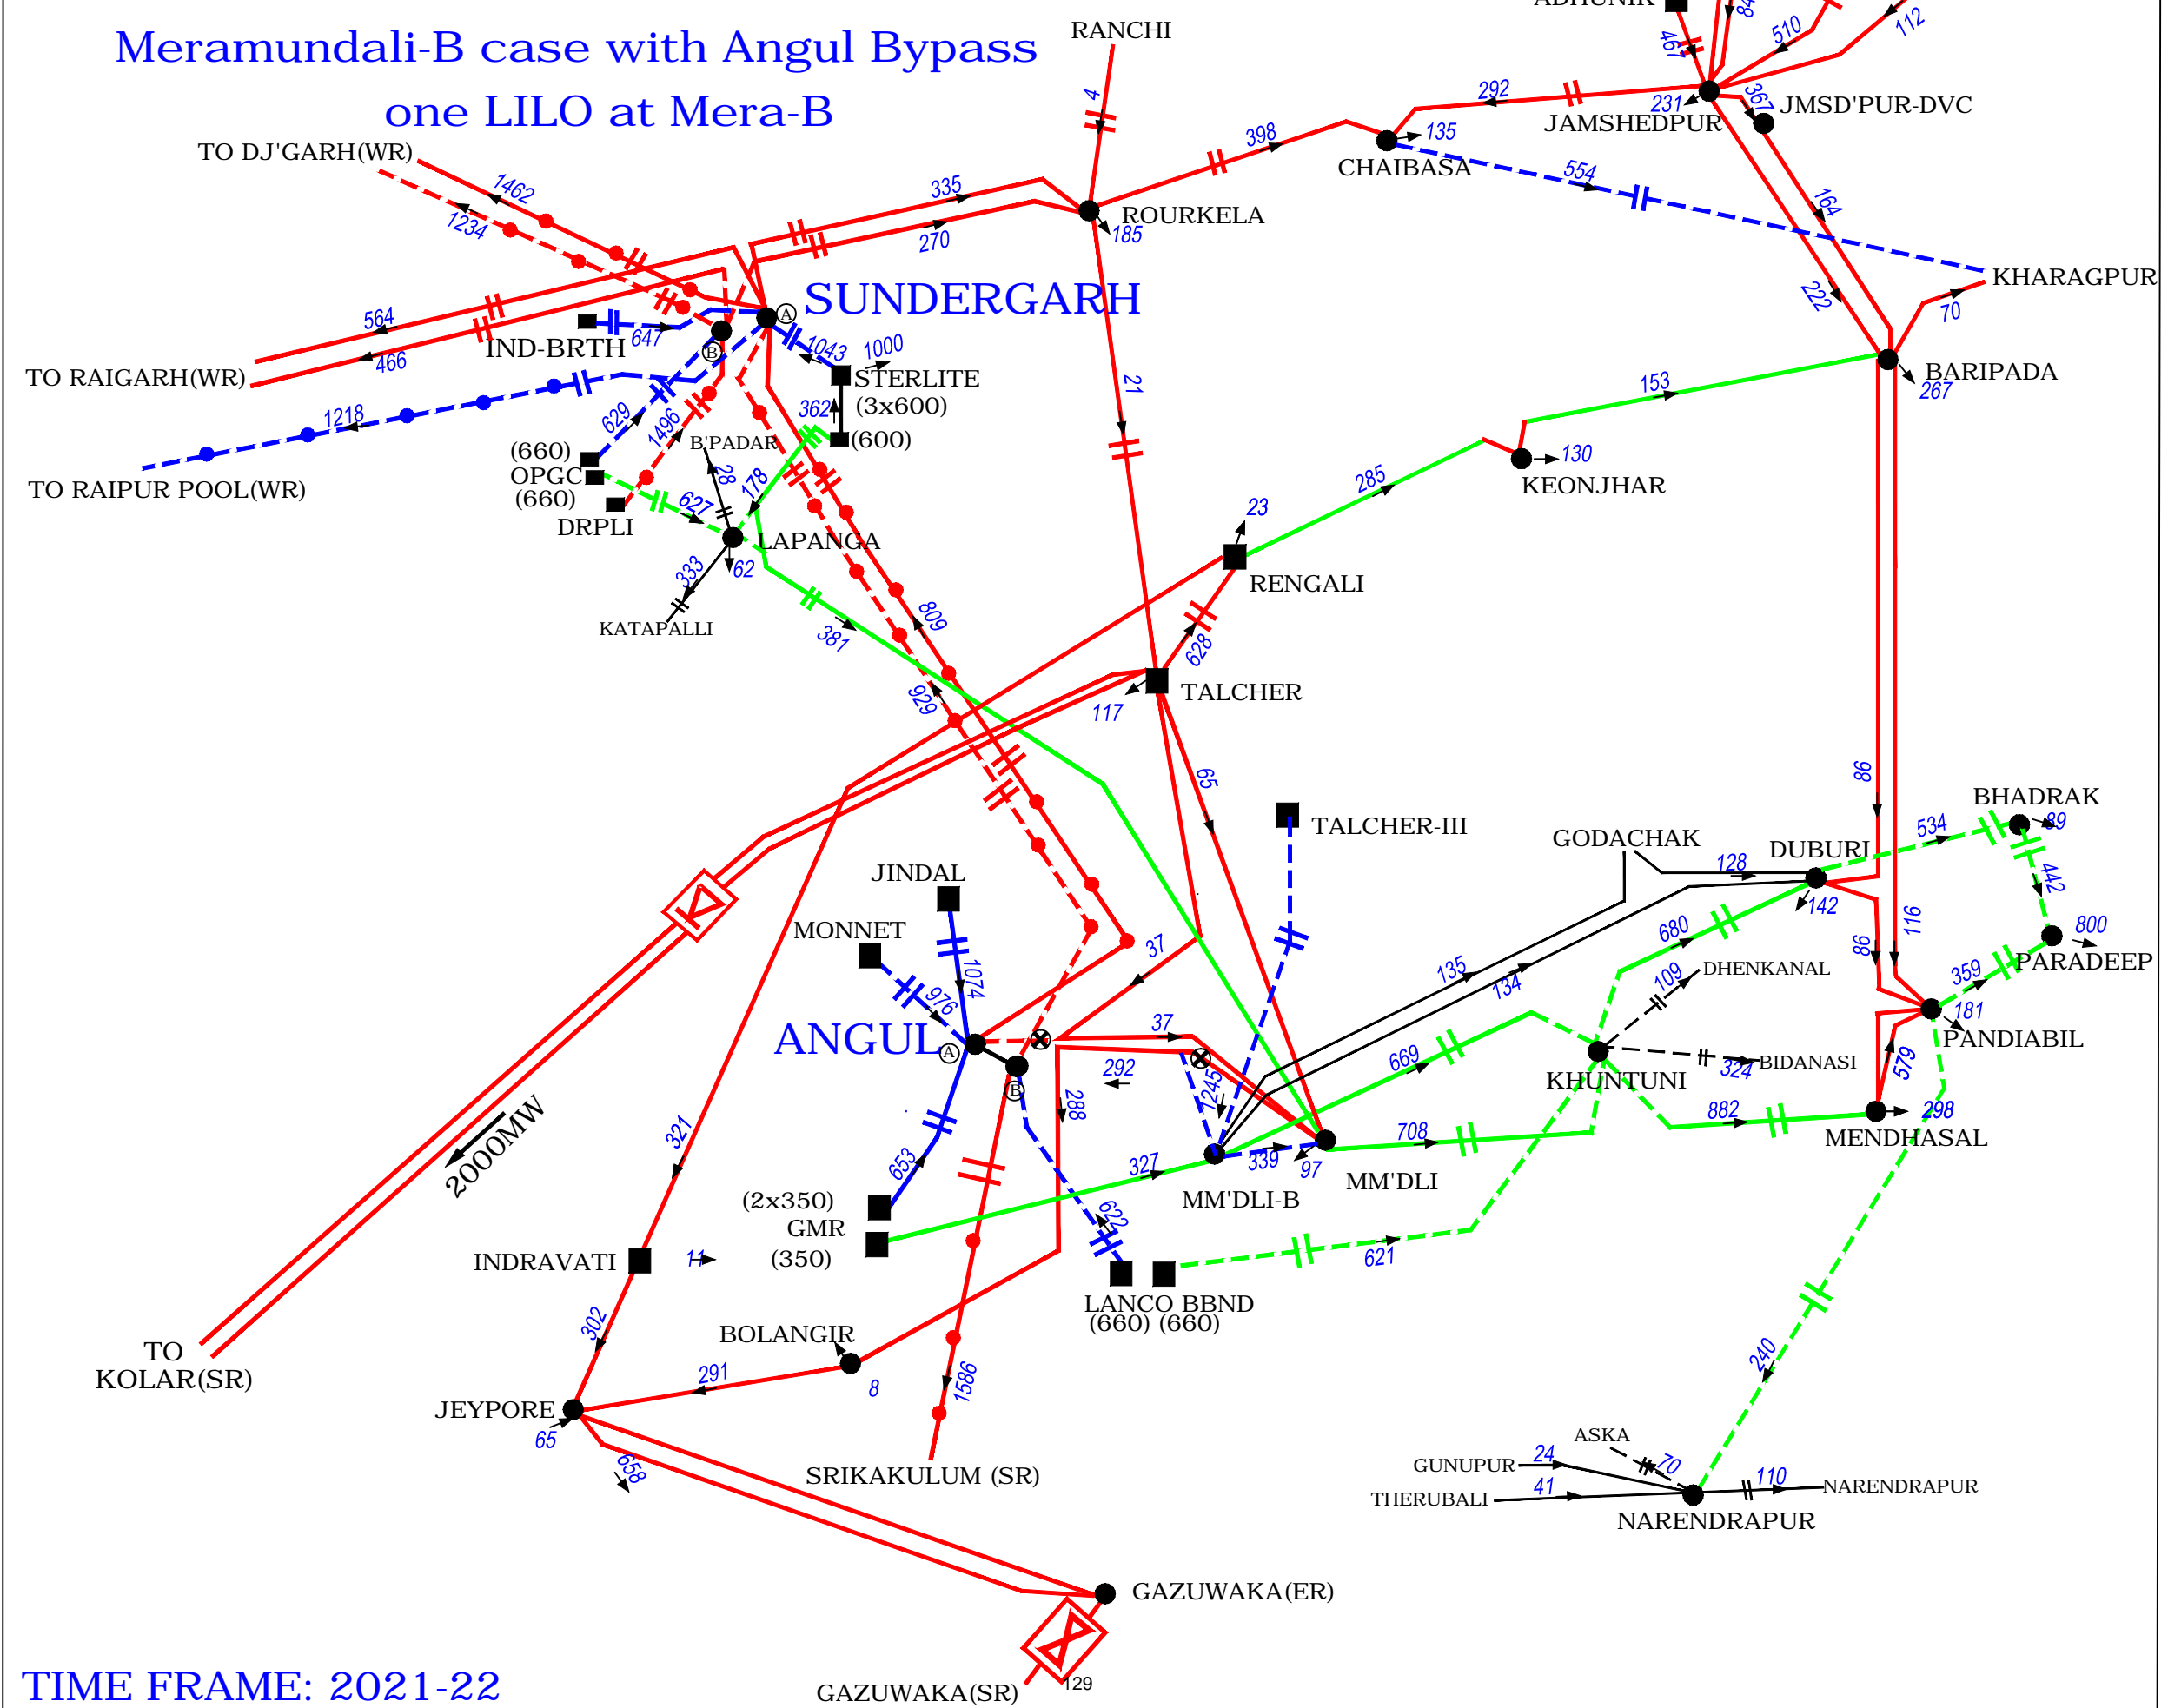 Meramundali-B case with Angul Bypass
one LILO at Mera-B
RANCHI
4
467
84
510
112
292
231
367
JMSD'PUR-DVC
JAMSHEDPUR
135
CHAIBASA
398
554
164
TO DJ'GARH(WR)
1462
1234
335
270
ROURKELA
185
KHARAGPUR
222
70
SUNDERGARH
A
B
564
466
TO RAIGARH(WR)
IND-BRTH
647
1043
1000
STERLITE
(3x600)
362
(600)
1218
TO RAIPUR POOL(WR)
629
1496
B'PADAR
28
178
(660)
OPGC
(660)
627
DRPLI
LAPANGA
62
333
KATAPALLI
381
21
153
BARIPADA
267
285
130
KEONJHAR
23
RENGALI
628
TALCHER
117
809
929
65
86
116
TALCHER-III
GODACHAK
128
DUBURI
142
534
BHADRAK
89
442
800
PARADEEP
JINDAL
1074
MONNET
976
37
135
134
680
109
DHENKANAL
86
359
181
PANDIABIL
ANGUL
A
B
37
292
288
1245
669
KHUNTUNI
324
BIDANASI
579
882
298
MENDHASAL
2000MW
321
653
(2x350)
GMR
(350)
327
339
97
708
MM'DLI
MM'DLI-B
622
621
LANCO BBND
(660) (660)
INDRAVATI
11
302
BOLANGIR
8
291
1586
240
TO
KOLAR(SR)
JEYPORE
65
658
SRIKAKULUM (SR)
ASKA
70
GUNUPUR
24
THERUBALI
41
110
NARENDRAPUR
NARENDRAPUR
GAZUWAKA(ER)
129
GAZUWAKA(SR)
TIME FRAME: 2021-22